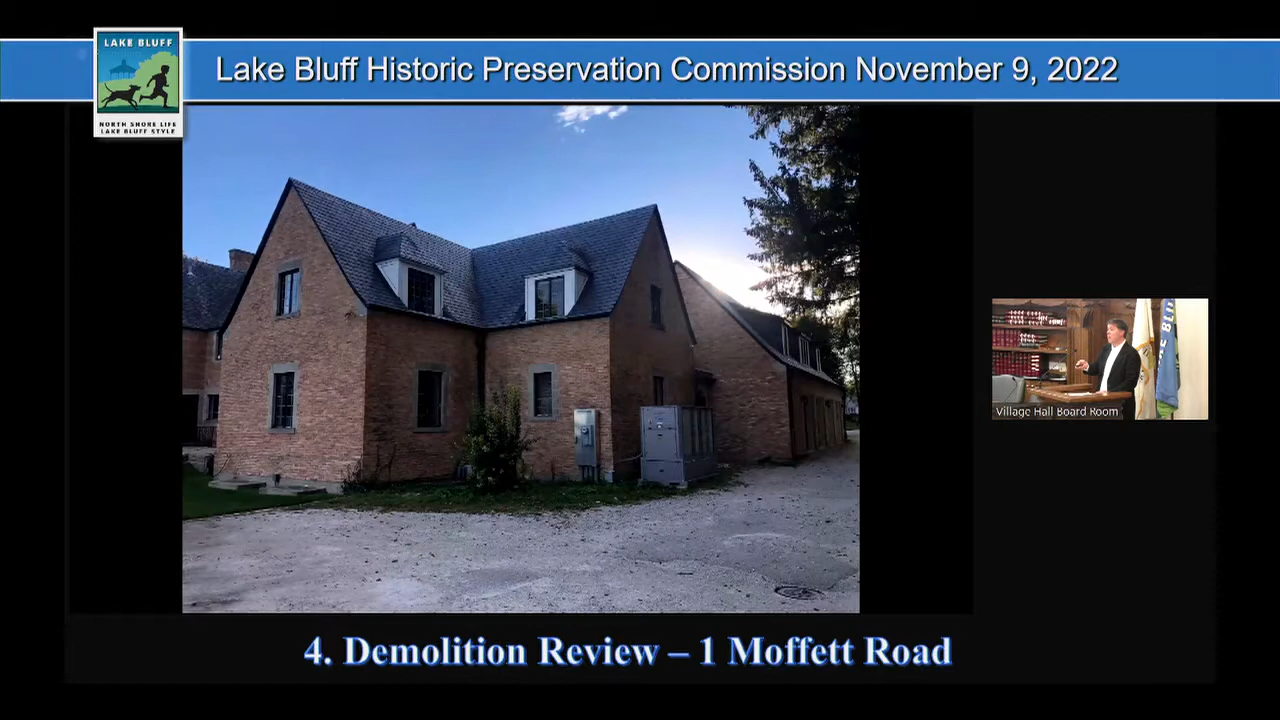 LAKE BLUFF
NORTH SHORE LIFE
LAKE BLUFF STYLE
Lake Bluff Historic Preservation Commission November 9, 2022
Village Hall Board Room
4. Demolition Review – 1 Moffett Road